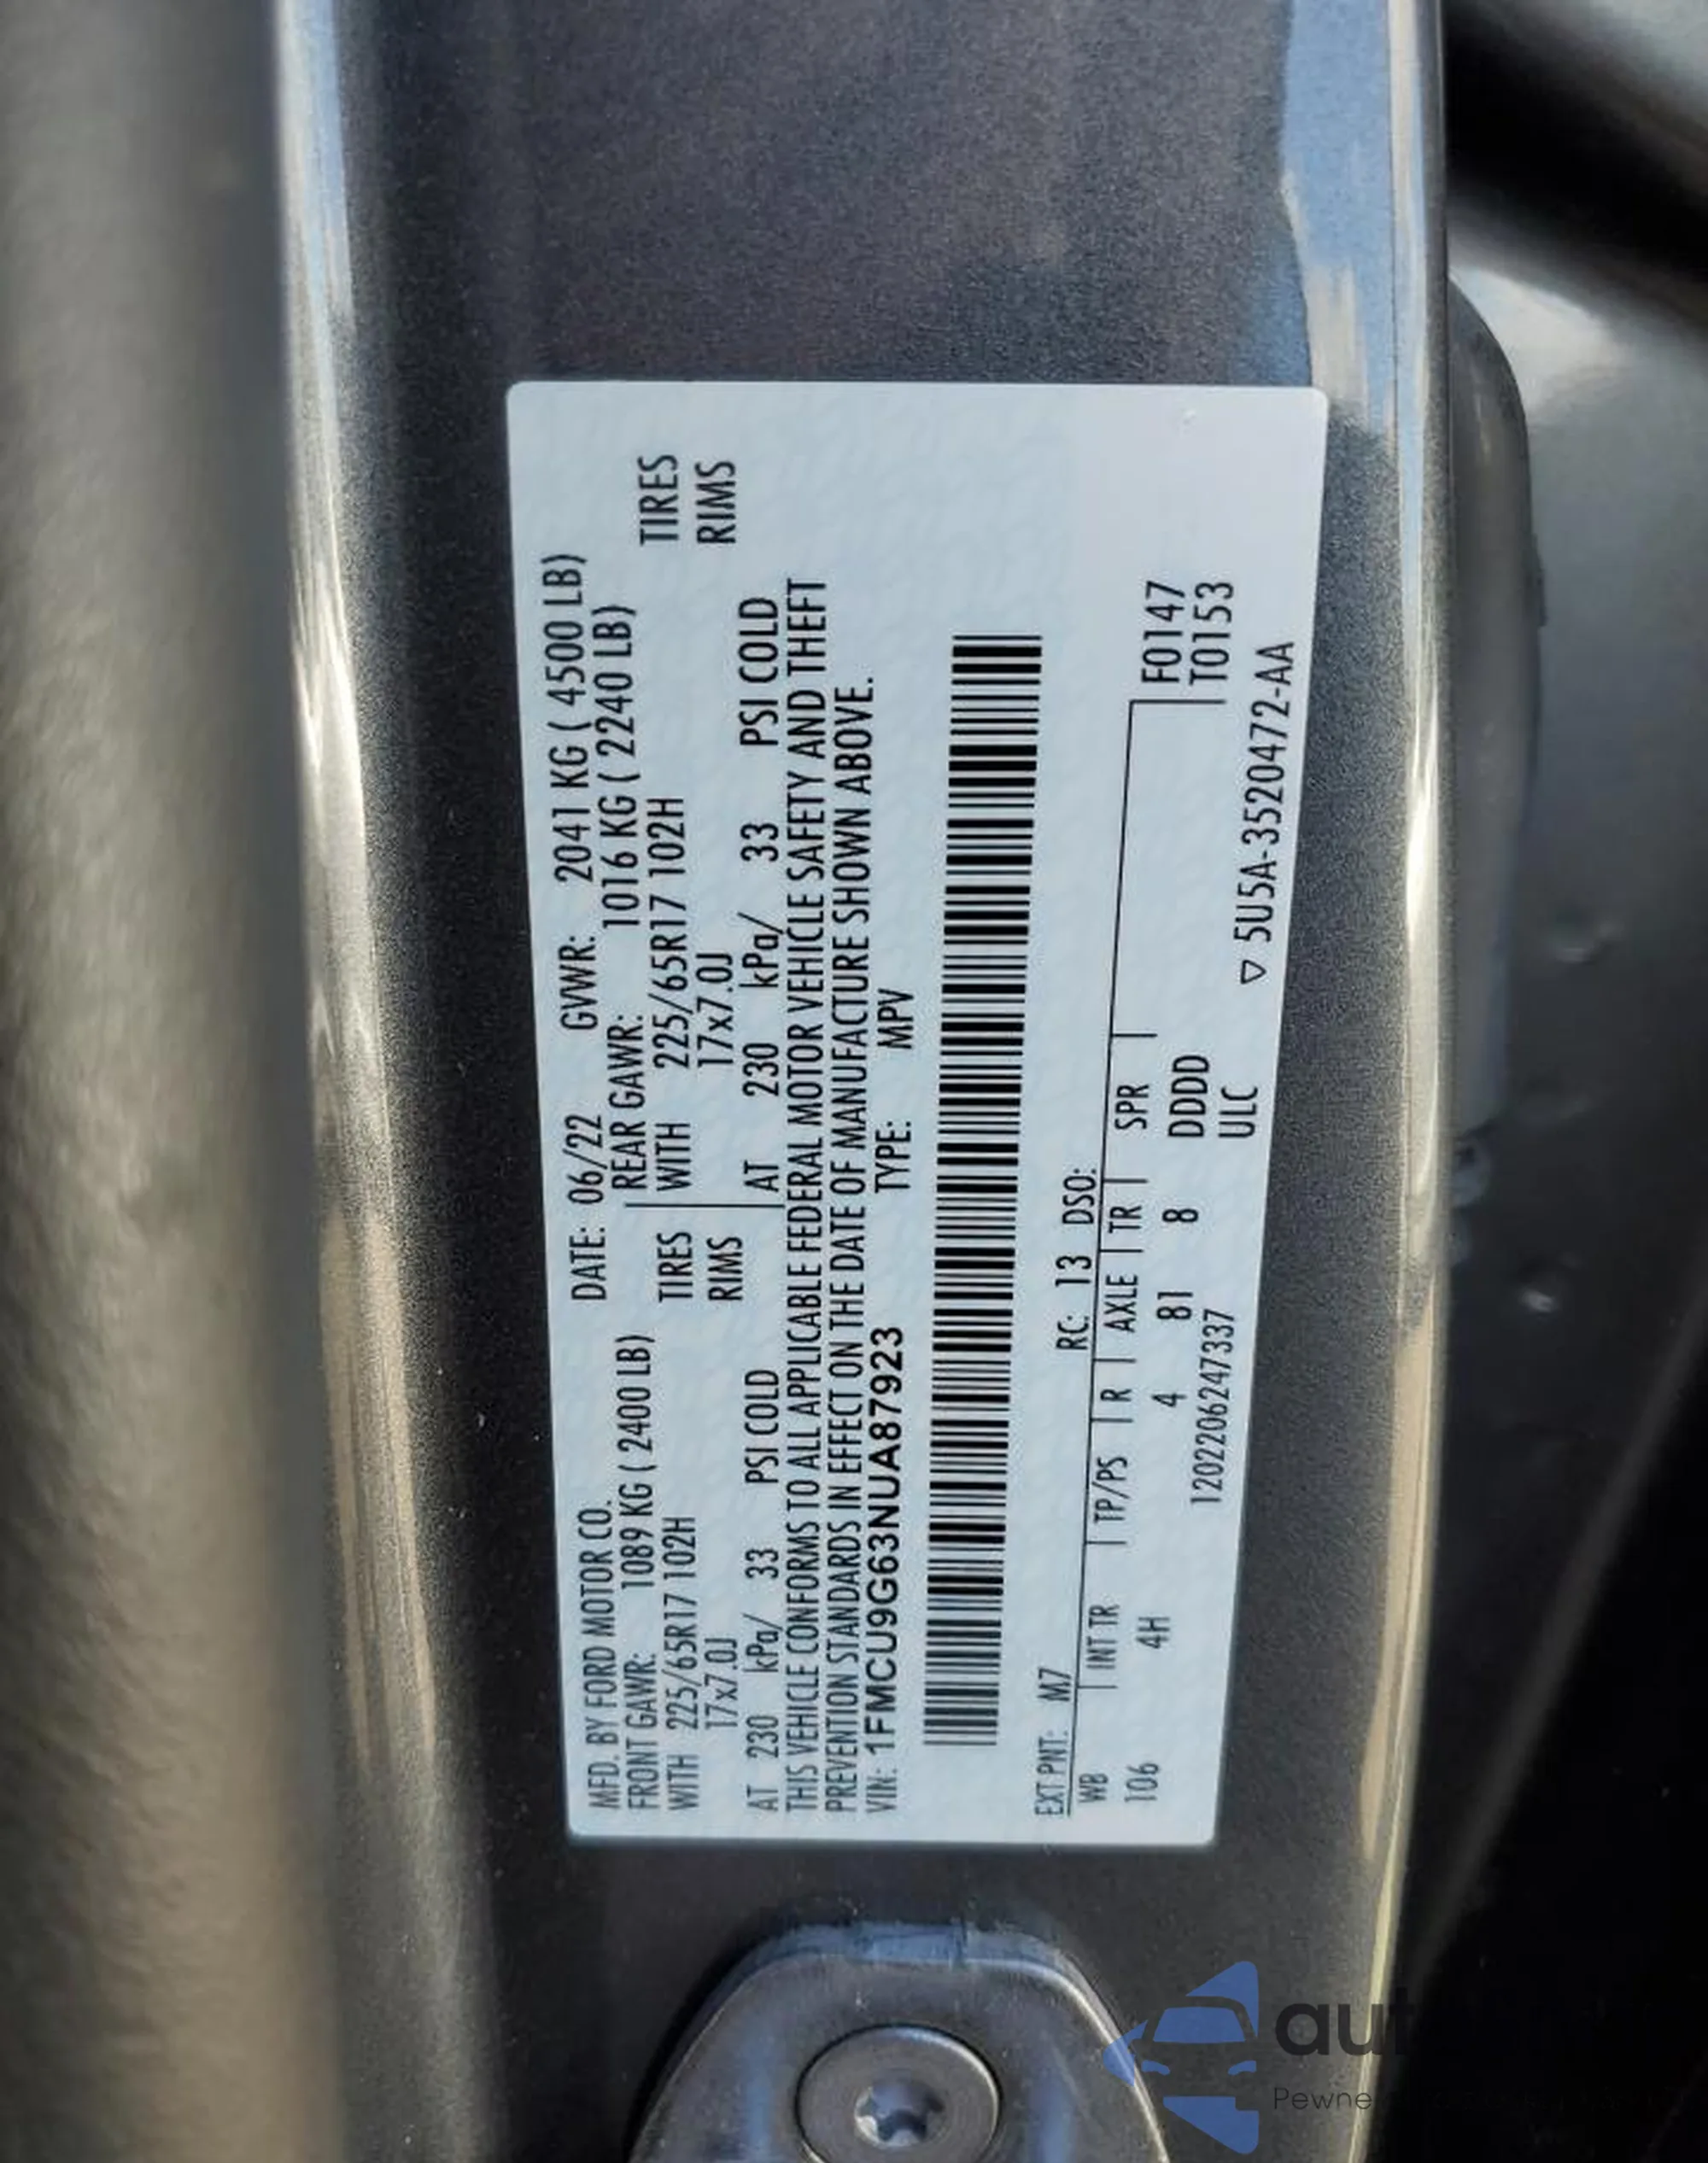 MFD. BY FORD MOTOR CO. DATE: 06/22 GVWR: 2041 KG ( 4500 LB)
FRONT GAWR: 1089 KG ( 2400 LB) REAR GAWR: 1016 KG ( 2240 LB)
WITH 225/65R17 102H TIRES WITH 225/65R17 102H TIRES
17x7.0J RIMS 17x7.0J RIMS
AT 230 kPa/ 33 PSI COLD AT 230 kPa/ 33 PSI COLD
THIS VEHICLE CONFORMS TO ALL APPLICABLE FEDERAL MOTOR VEHICLE SAFETY AND THEFT
PREVENTION STANDARDS IN EFFECT ON THE DATE OF MANUFACTURE SHOWN ABOVE.
VIN: 1FMCU9G63NUA87923 TYPE: MPV
EXT PNT: M7 RC: 13 DSO:
WB INT TR TP/PS R AXLE TR SPR F0147
106 4H 4 81 8 DDDD T0153
12022062473​37 ULC
▽ 5U5A-3520472-AA